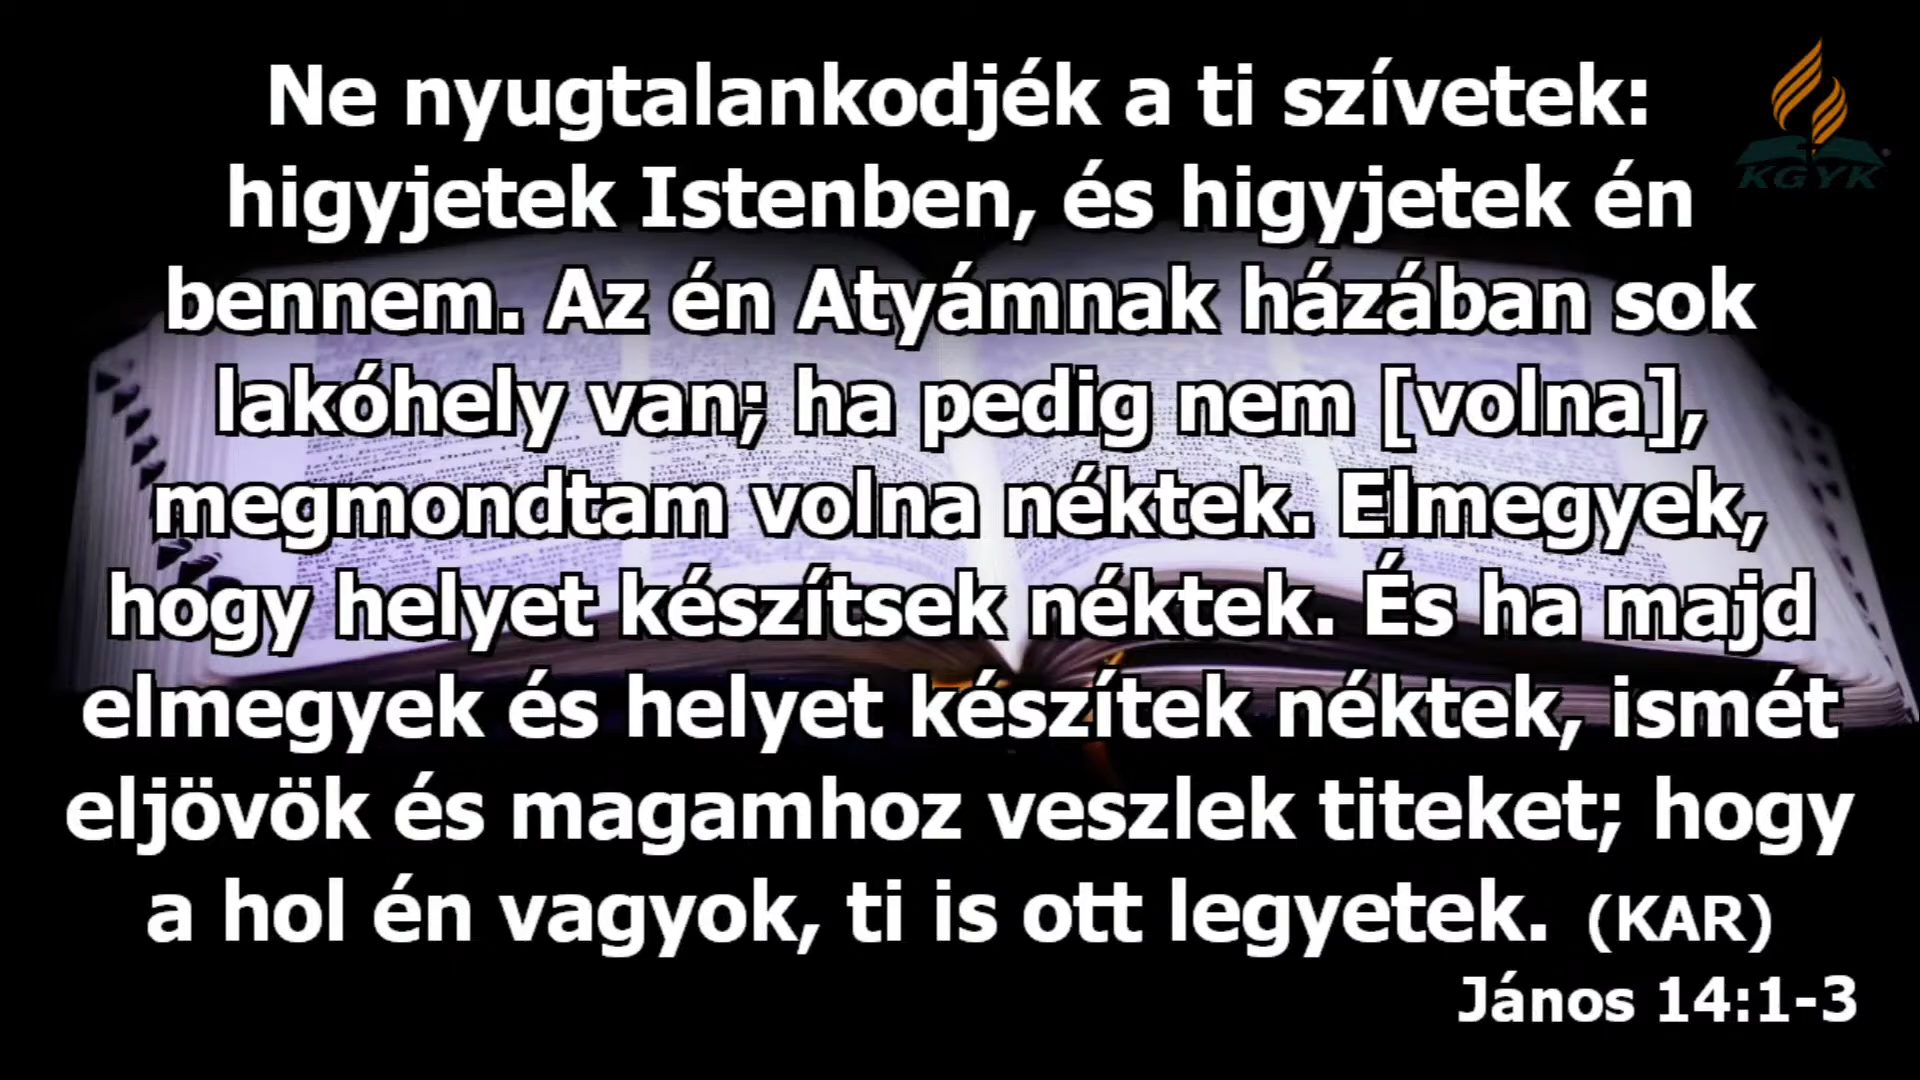 Ne nyugtalankodjék a ti szívetek:
higyjetek Istenben, és higyjetek én
bennem. Az én Atyámnak házában sok
lakóhely van; ha pedig nem [volna],
megmondtam volna néktek. Elmegyek,
hogy helyet készítsek néktek. És ha majd
elmegyek és helyet készítek néktek, ismét
eljövök és magamhoz veszlek titeket; hogy
a hol én vagyok, ti is ott legyetek. (KAR)
János 14:1-3
KGYK